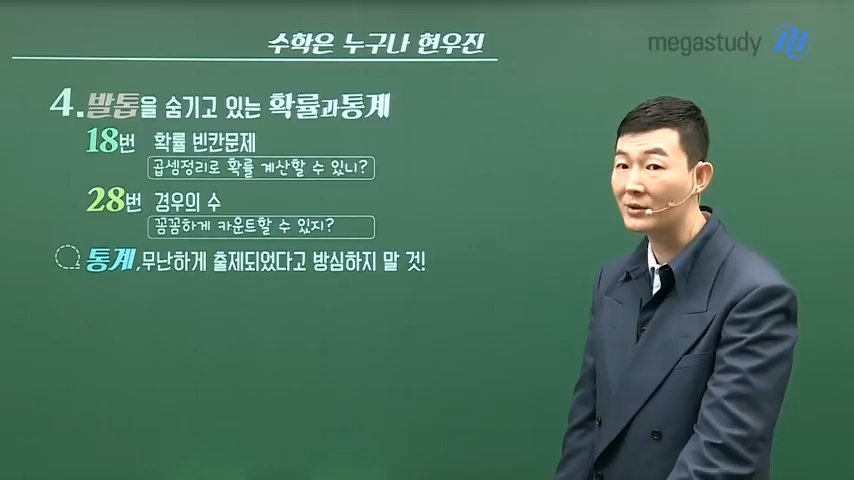 수학은 누구나 현우진
megastudy
4.발톱을 숨기고 있는 확률과통계
18번 확률 빈칸문제
곱셈정리로 확률 계산할 수 있니?
28번 경우의 수
꼼꼼하게 카운트할 수 있지?
통계,무난하게 출제되었다고 방심하지 말 것!